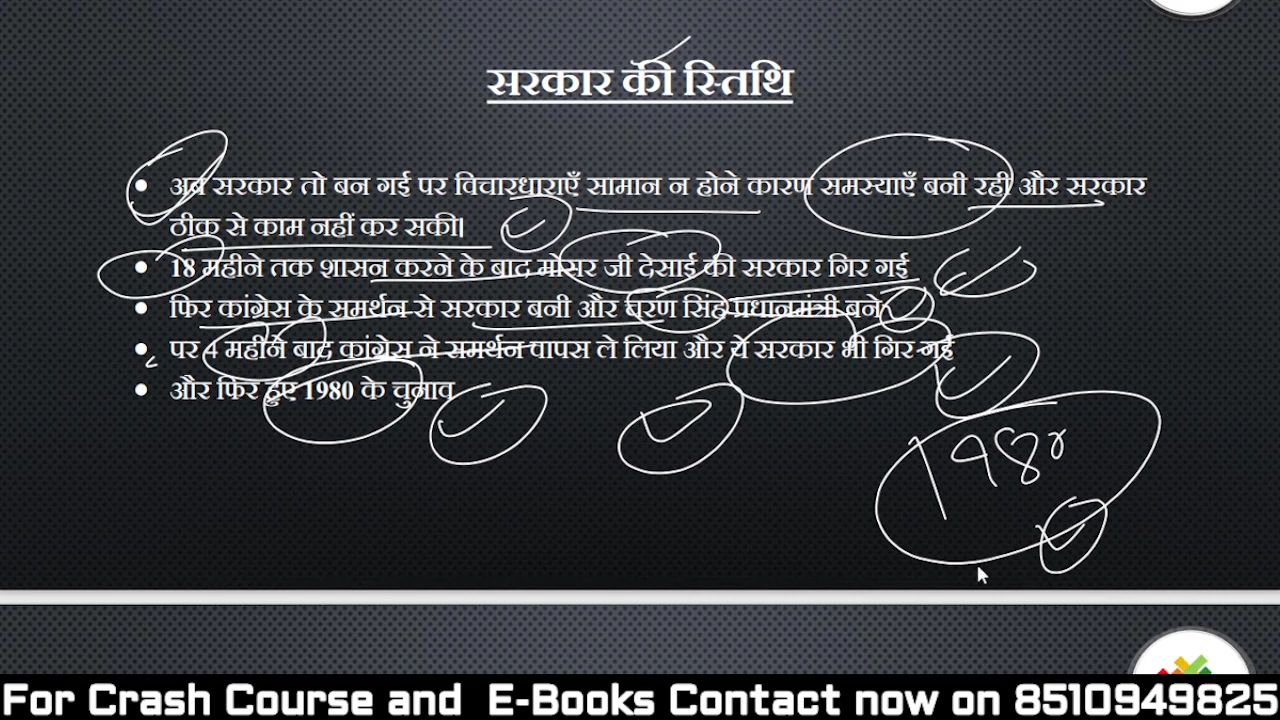 सरकार की स्तिथि
• अब सरकार तो बन गई पर विचारधाराएँ सामान न होने कारण समस्याएँ बनी रही और सरकार
ठीक से काम नहीं कर सकी।
• 18 महीने तक शासन करने के बाद मोसर जी देसाई की सरकार गिर गई
• फिर कांग्रेस के समर्थन से सरकार बनी और चरण सिंह प्रधानमंत्री बने
• पर 4 महीने बाद कांग्रेस ने समर्थन वापस ले लिया और ये सरकार भी गिर गई
• और फिर हुए 1980 के चुनाव
For Crash Course and E-Books Contact now on 8510949825